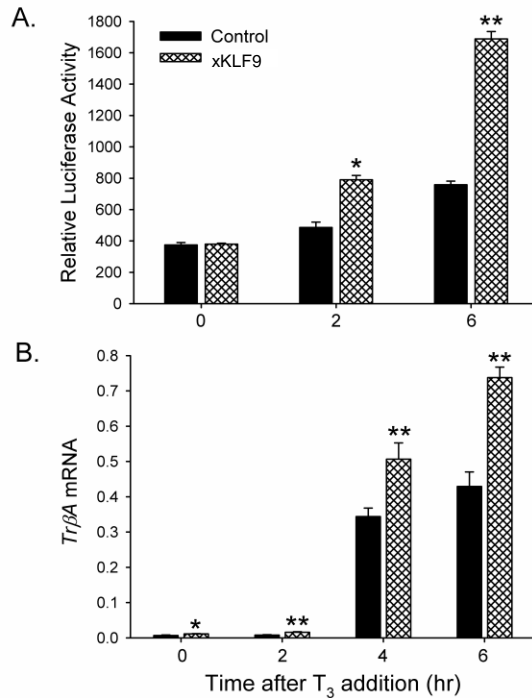 A.
Relative Luciferase Activity
1800
1600
1400
1200
1000
800
600
400
200
0
Control
xKLF9
*
**
0 2 6
B.
TrβA mRNA
0.8
0.7
0.6
0.5
0.4
0.3
0.2
0.1
0.0
* ** ** **
0 2 4 6
Time after T₃ addition (hr)